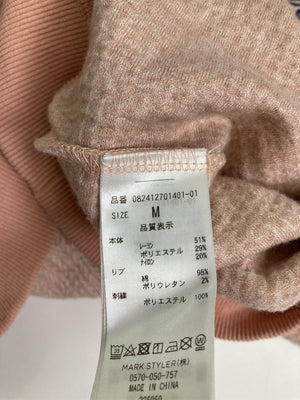 品番 082412701401-01
SIZE M
品質表示
本体 レーヨン 51%
ポリエステル 29%
ナイロン 20%
リブ 綿 98%
ポリウレタン 2%
刺繍 ポリエステル 100%
MARK STYLER(株)
0570-050-757
MADE IN CHINA